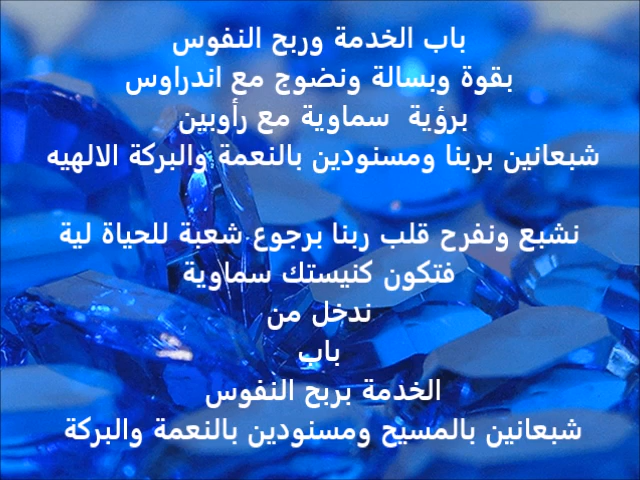 باب الخدمة وربح النفوس
بقوة وبسالة ونضوج مع اندراوس
برؤية سماوية مع رأوبين
شبعانين بربنا ومسنودين بالنعمة والبركة الالهيه
نشبع ونفرح قلب ربنا برجوع شعبة للحياة لية
فتكون كنيستك سماوية
ندخل من
باب
الخدمة بربح النفوس
شبعانين بالمسيح ومسنودين بالنعمة والبركة